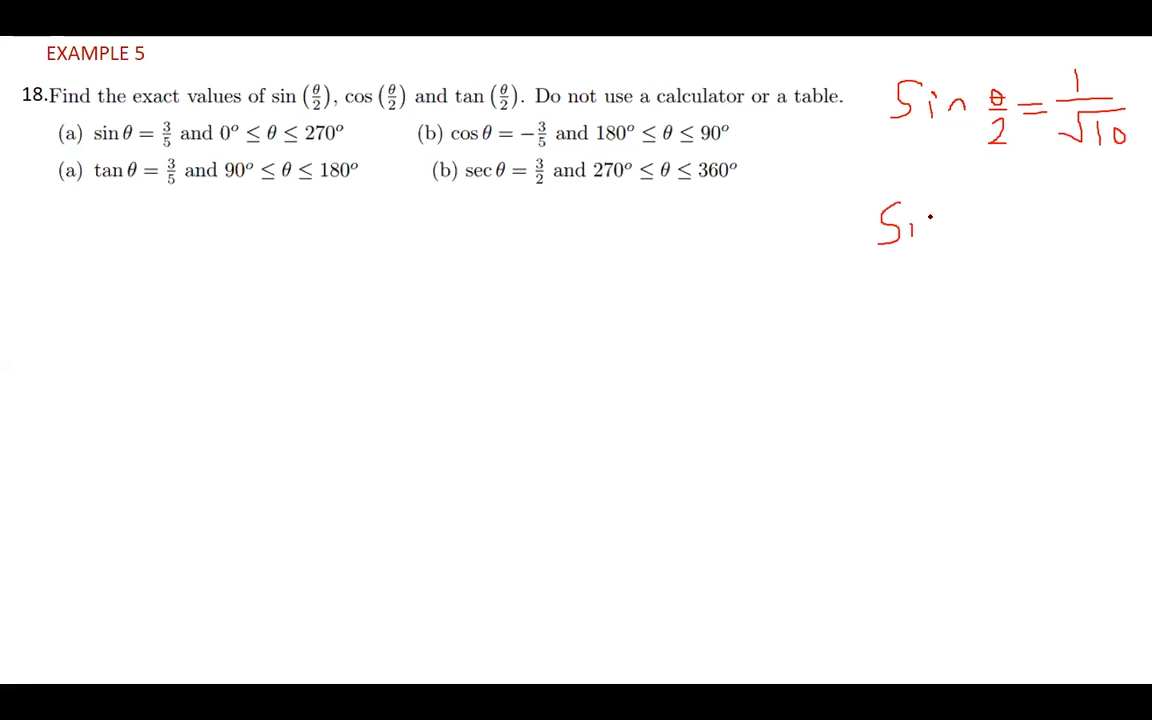 EXAMPLE 5
18.Find the exact values of sin (θ/2), cos (θ/2) and tan (θ/2). Do not use a calculator or a table.
(a) sin θ = 3/5 and 0° ≤ θ ≤ 270° (b) cos θ = −3/5 and 180° ≤ θ ≤ 90°
(a) tan θ = 3/5 and 90° ≤ θ ≤ 180° (b) sec θ = 3/2 and 270° ≤ θ ≤ 360°
Sin θ/2 = 1/√10
Si